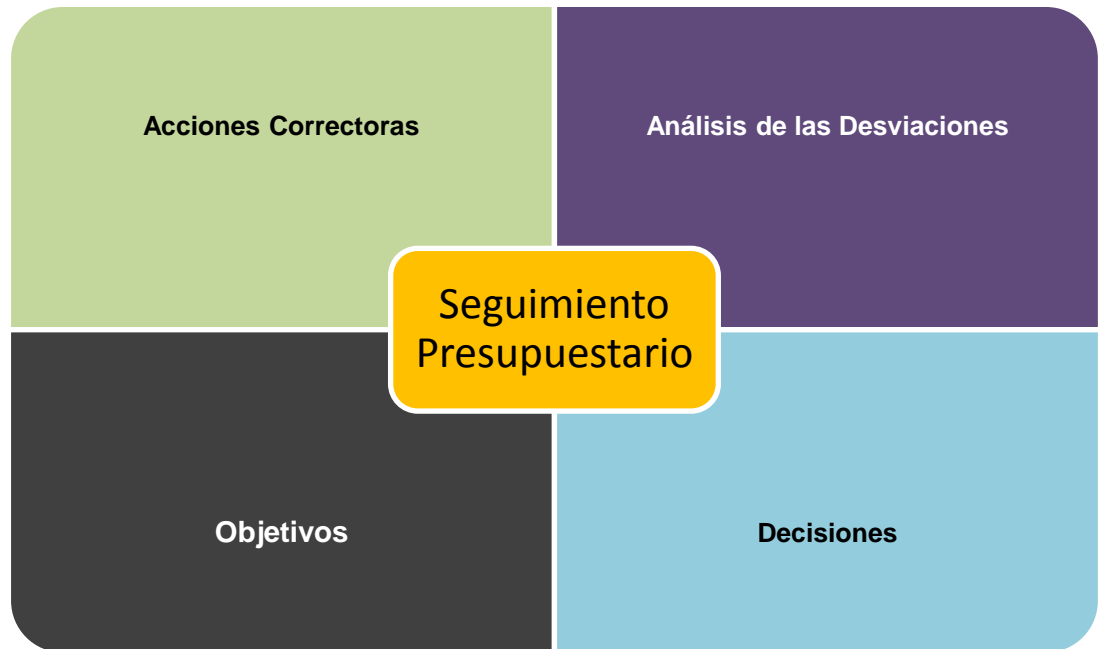 Acciones Correctoras
Análisis de las Desviaciones
Seguimiento
Presupuestario
Objetivos
Decisiones